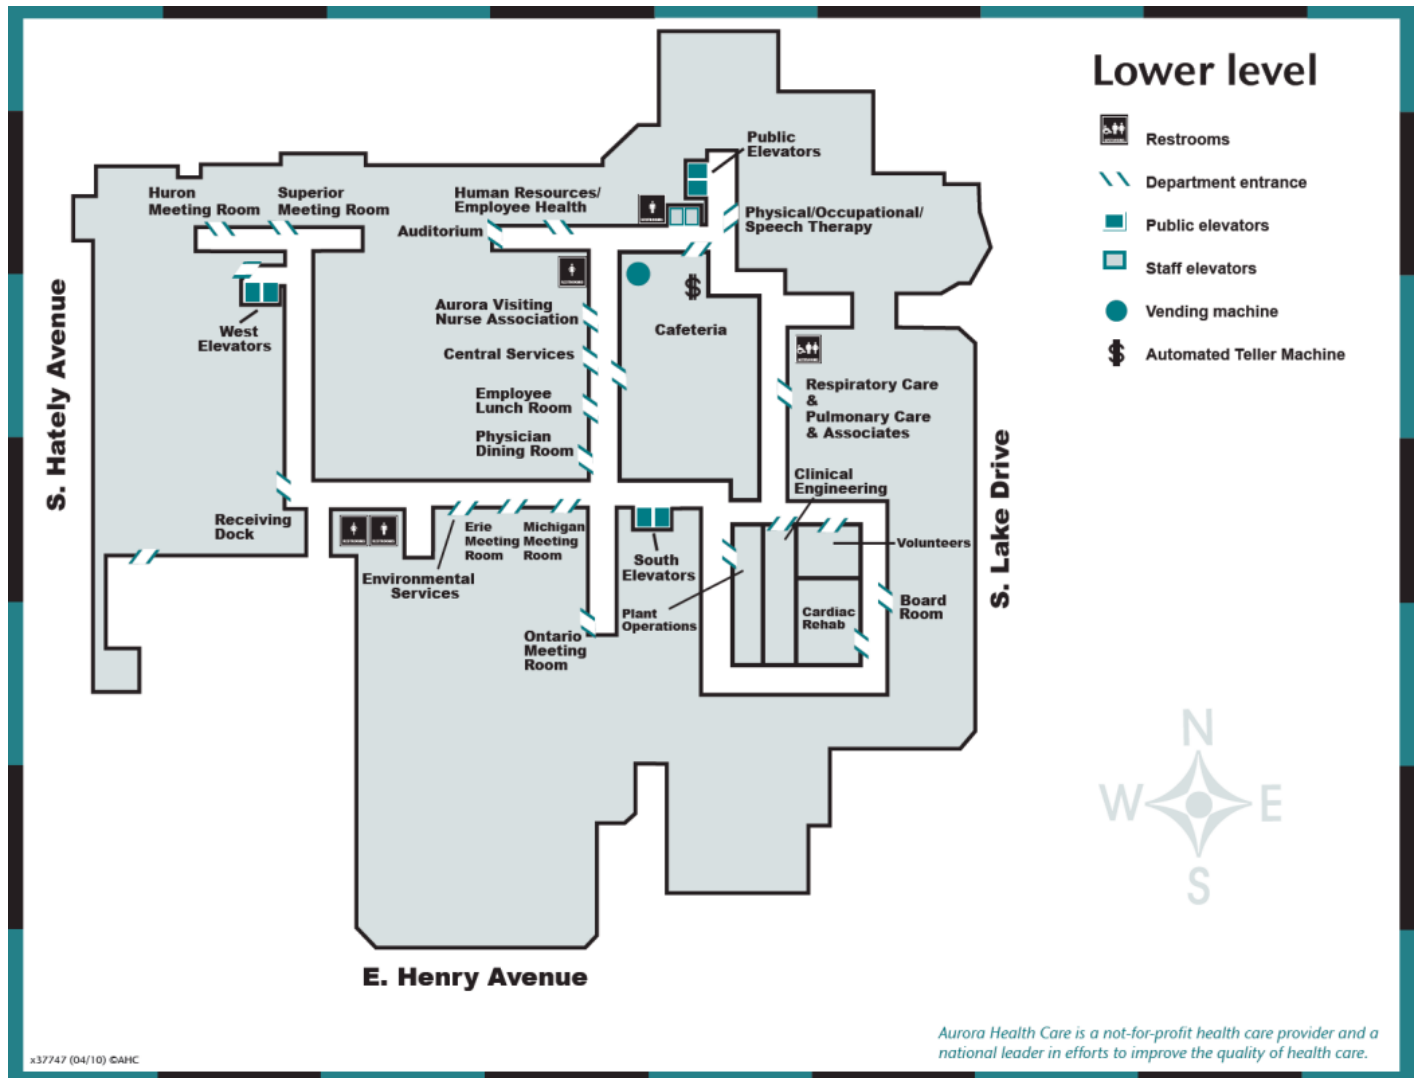 Lower level
Restrooms
Department entrance
Public elevators
Staff elevators
Vending machine
Automated Teller Machine
Public
Elevators
Huron
Meeting Room
Superior
Meeting Room
Human Resources/
Employee Health
Auditorium
Physical/Occupational/
Speech Therapy
West
Elevators
Aurora Visiting
Nurse Association
Central Services
Employee
Lunch Room
Physician
Dining Room
Cafeteria
Respiratory Care
&
Pulmonary Care
& Associates
Clinical
Engineering
Receiving
Dock
Environmental
Services
Erie
Meeting
Room
Michigan
Meeting
Room
South
Elevators
Plant
Operations
Ontario
Meeting
Room
Volunteers
Cardiac
Rehab
Board
Room
S. Hately Avenue
S. Lake Drive
E. Henry Avenue
N
W
E
S
x37747 (04/10) ©AHC
Aurora Health Care is a not-for-profit health care provider and a
national leader in efforts to improve the quality of health care.